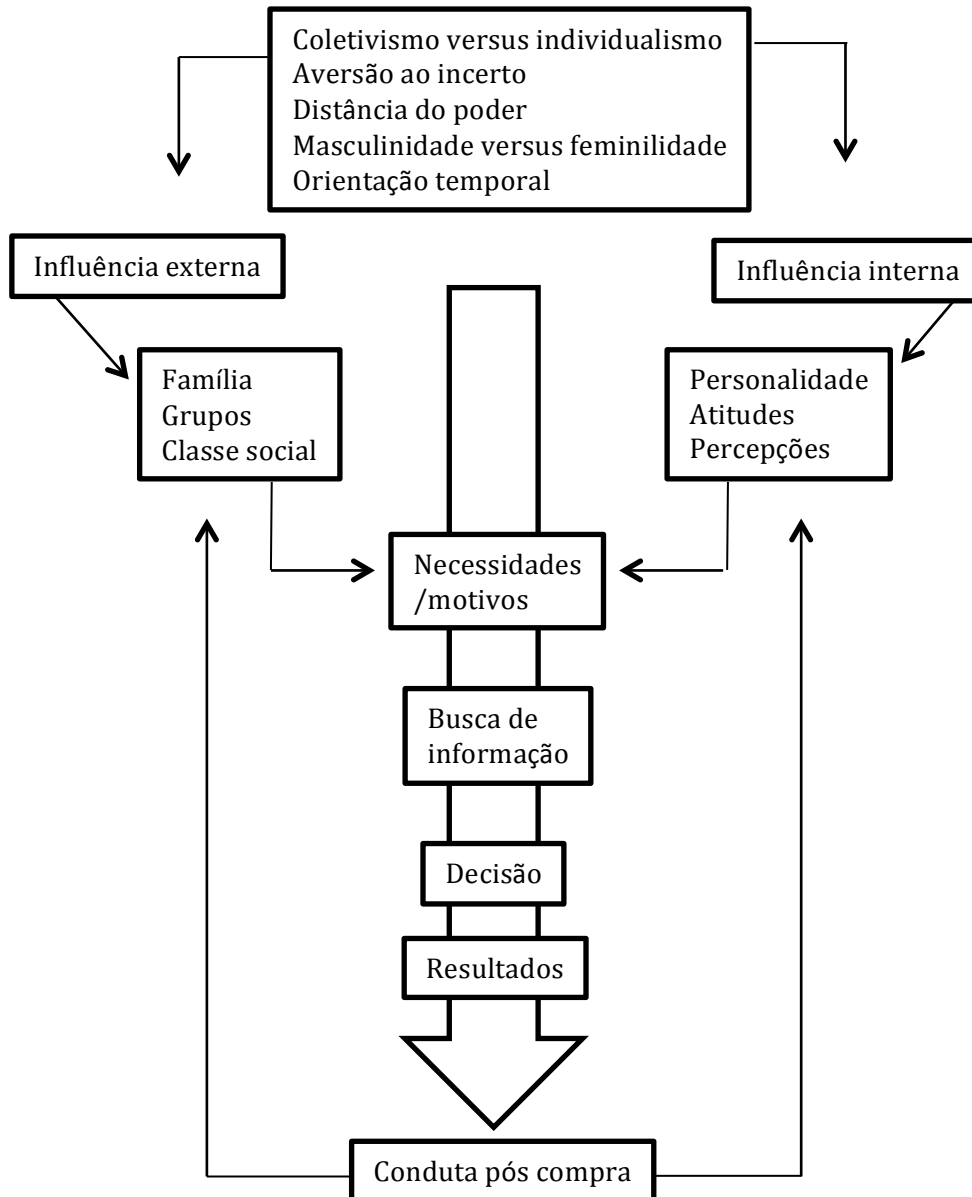 Coletivismo versus individualismo
Aversão ao incerto
Distância do poder
Masculinidade versus feminilidade
Orientação temporal
Influência externa
Influência interna
Família
Grupos
Classe social
Personalidade
Atitudes
Percepções
Necessidades
/motivos
Busca de
informação
Decisão
Resultados
Conduta pós compra